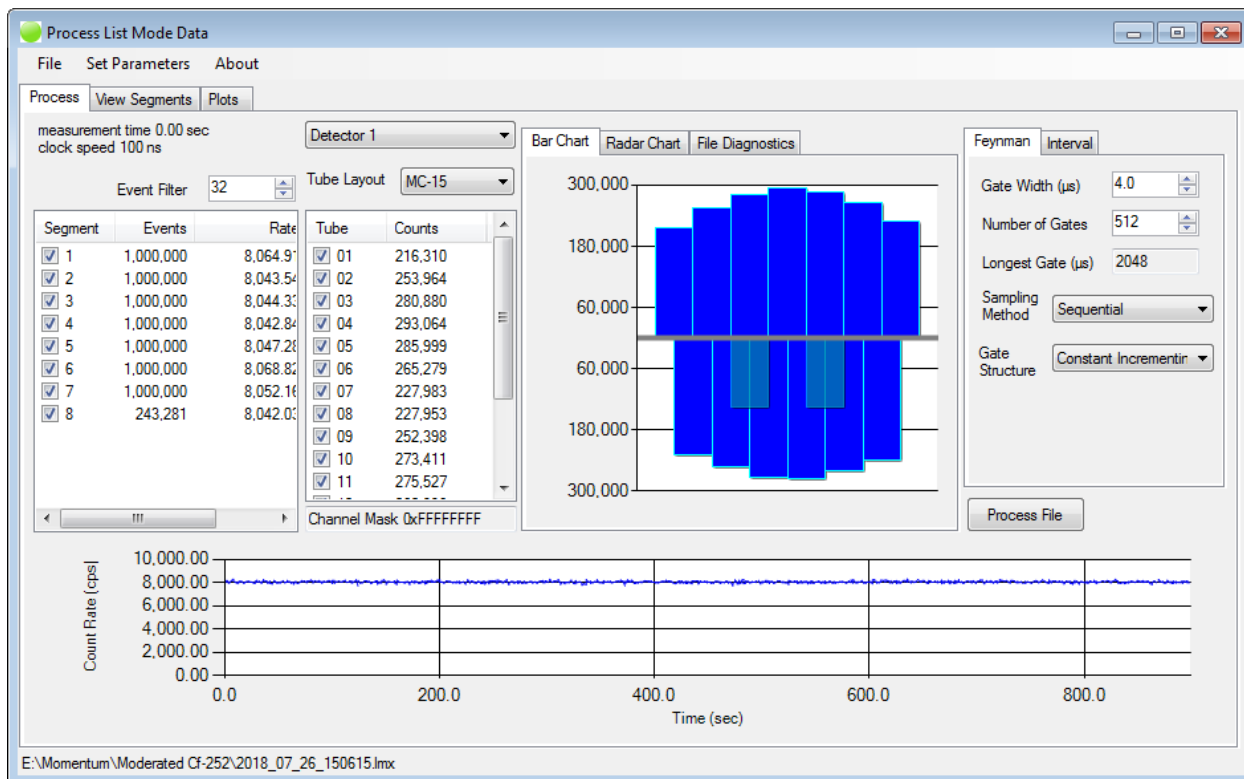 Process List Mode Data
File Set Parameters About
Process View Segments Plots
measurement time 0.00 sec
clock speed 100 ns
Event Filter 32
Segment Events Rate
1 1,000,000 8,064.91
2 1,000,000 8,043.54
3 1,000,000 8,044.33
4 1,000,000 8,042.84
5 1,000,000 8,047.28
6 1,000,000 8,068.82
7 1,000,000 8,052.16
8 243,281 8,042.03
Detector 1
Tube Layout MC-15
Tube Counts
01 216,310
02 253,964
03 280,880
04 293,064
05 285,999
06 265,279
07 227,983
08 227,953
09 252,398
10 273,411
11 275,527
Channel Mask 0xFFFFFFFF
Bar Chart Radar Chart File Diagnostics
300,000
180,000
60,000
60,000
180,000
300,000
Feynman Interval
Gate Width (µs) 4.0
Number of Gates 512
Longest Gate (µs) 2048
Sampling
Method Sequential
Gate
Structure Constant Incrementin
Process File
Count Rate (cps)
10,000.00
8,000.00
6,000.00
4,000.00
2,000.00
0.00
0.0 200.0 400.0 600.0 800.0
Time (sec)
E:\Momentum\Moderated Cf-252\2018_07_26_150615.lmx